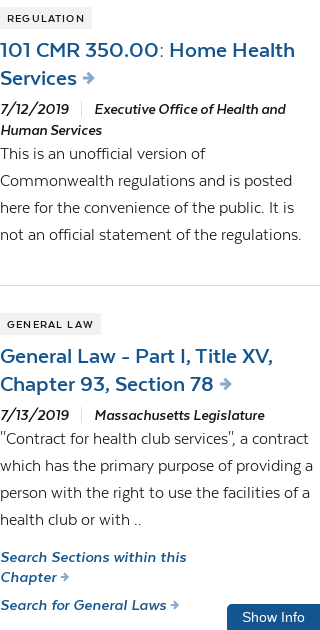 REGULATION
101 CMR 350.00: Home Health
Services
7/12/2019 Executive Office of Health and
Human Services
This is an unofficial version of
Commonwealth regulations and is posted
here for the convenience of the public. It is
not an official statement of the regulations.
GENERAL LAW
General Law - Part I, Title XV,
Chapter 93, Section 78
7/13/2019 Massachusetts Legislature
"Contract for health club services", a contract
which has the primary purpose of providing a
person with the right to use the facilities of a
health club or with ..
Search Sections within this
Chapter
Search for General Laws
Show Info